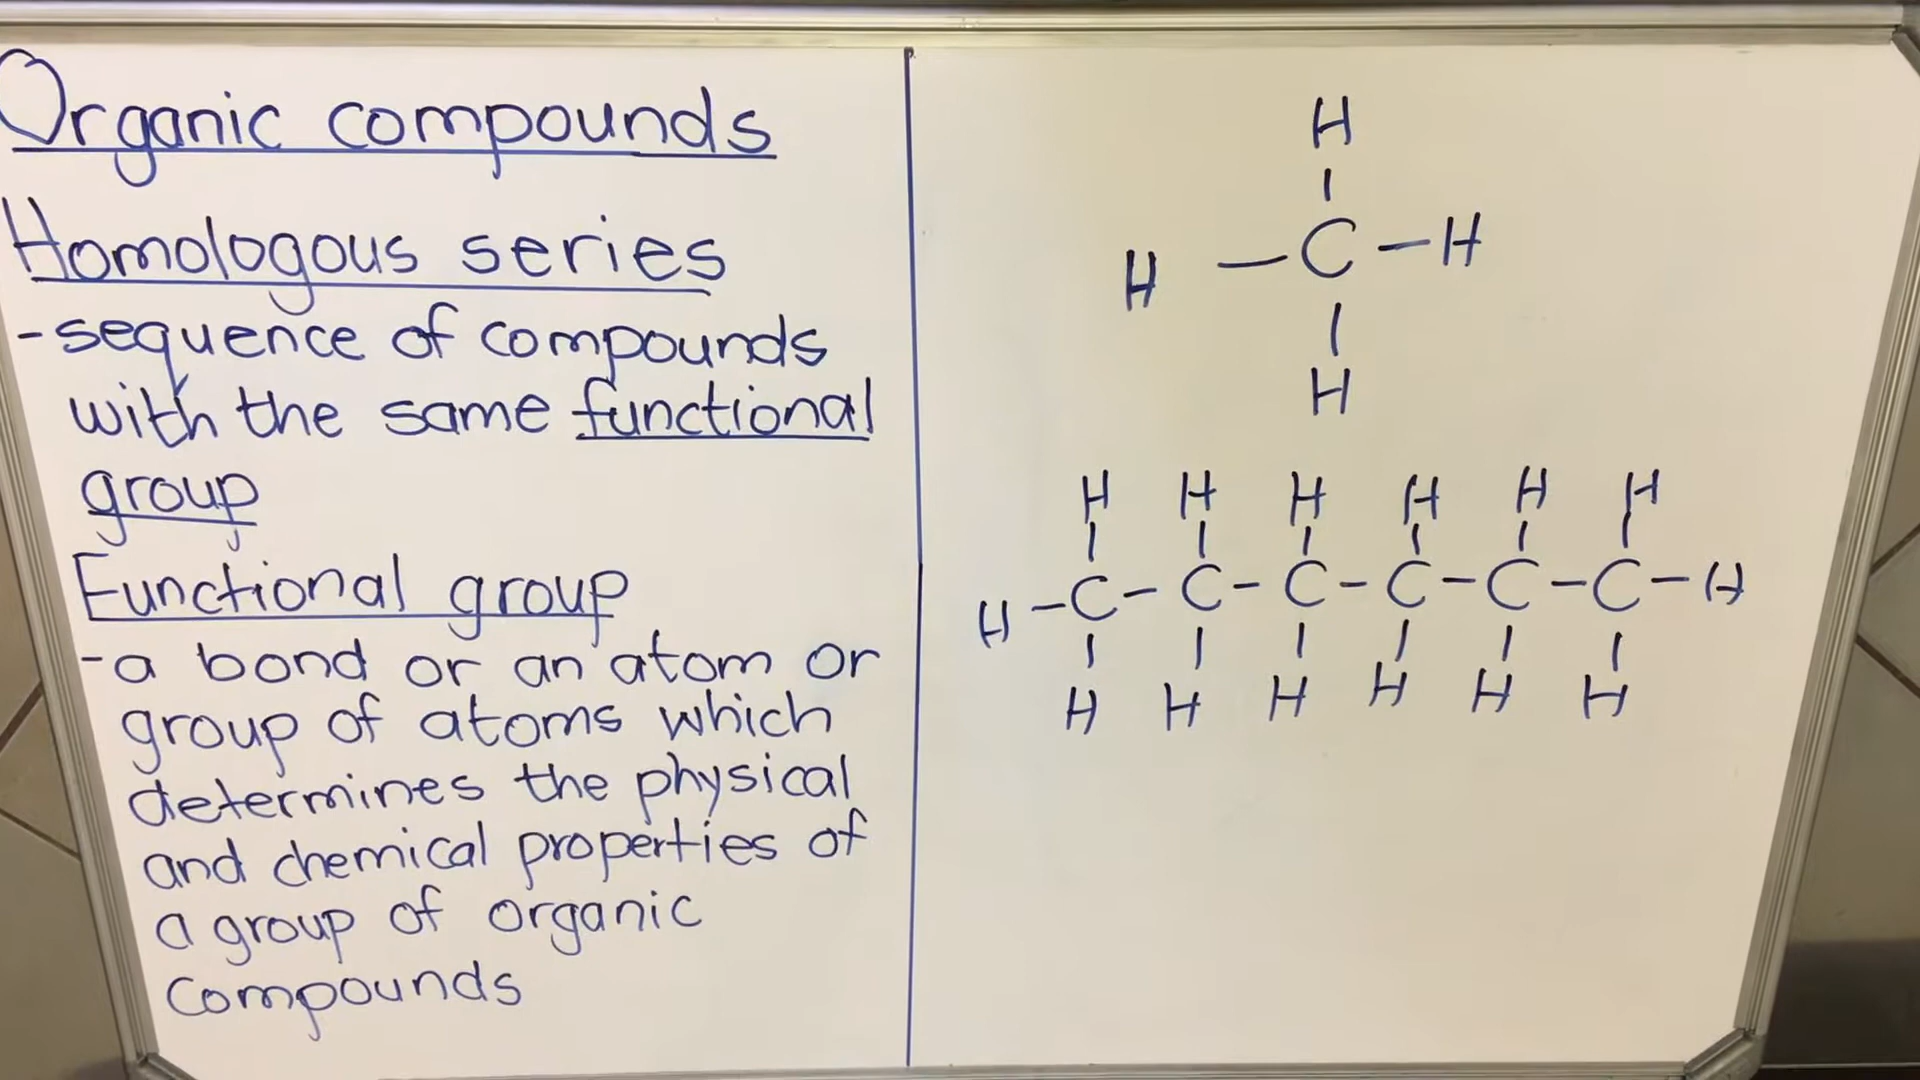 Organic compounds
Homologous series
-sequence of compounds
with the same functional
group
Functional group
-a bond or an atom or
group of atoms which
determines the physical
and chemical properties of
a group of organic
compounds
H
|
H — C — H
|
H
H H H H H H
| | | | | |
H — C — C — C — C — C — C — H
| | | | | |
H H H H H H